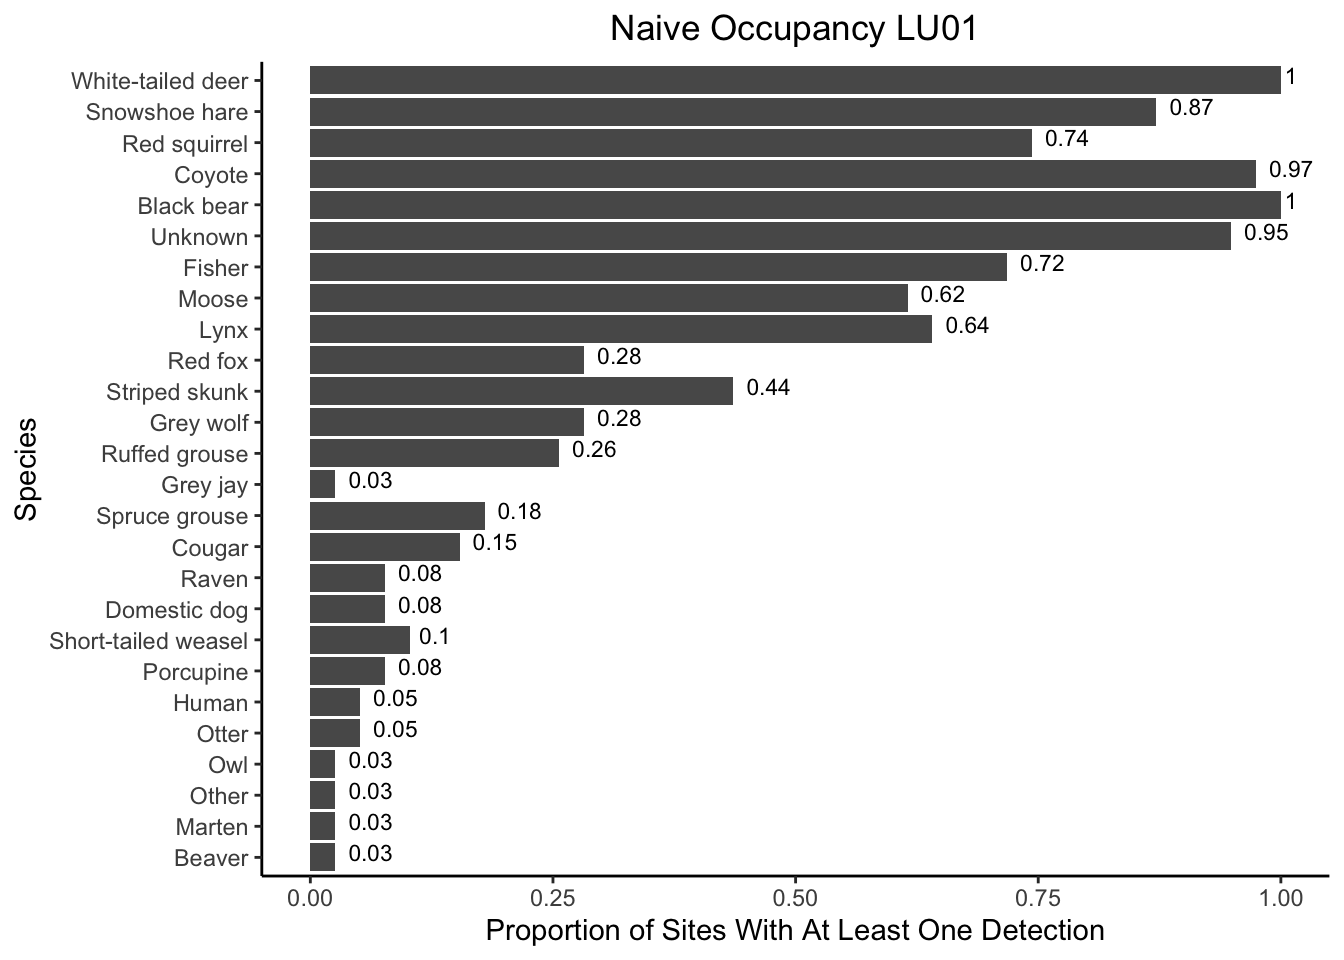 Naive Occupancy LU01
Species
White-tailed deer 1
Snowshoe hare 0.87
Red squirrel 0.74
Coyote 0.97
Black bear 1
Unknown 0.95
Fisher 0.72
Moose 0.62
Lynx 0.64
Red fox 0.28
Striped skunk 0.44
Grey wolf 0.28
Ruffed grouse 0.26
Grey jay 0.03
Spruce grouse 0.18
Cougar 0.15
Raven 0.08
Domestic dog 0.08
Short-tailed weasel 0.1
Porcupine 0.08
Human 0.05
Otter 0.05
Owl 0.03
Other 0.03
Marten 0.03
Beaver 0.03
0.00 0.25 0.50 0.75 1.00
Proportion of Sites With At Least One Detection